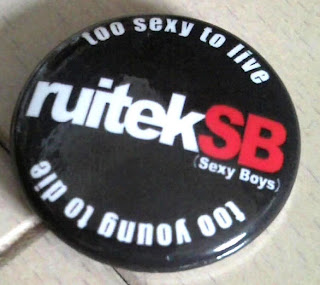 too sexy to live
ruitekSB
(Sexy Boys)
too young to die